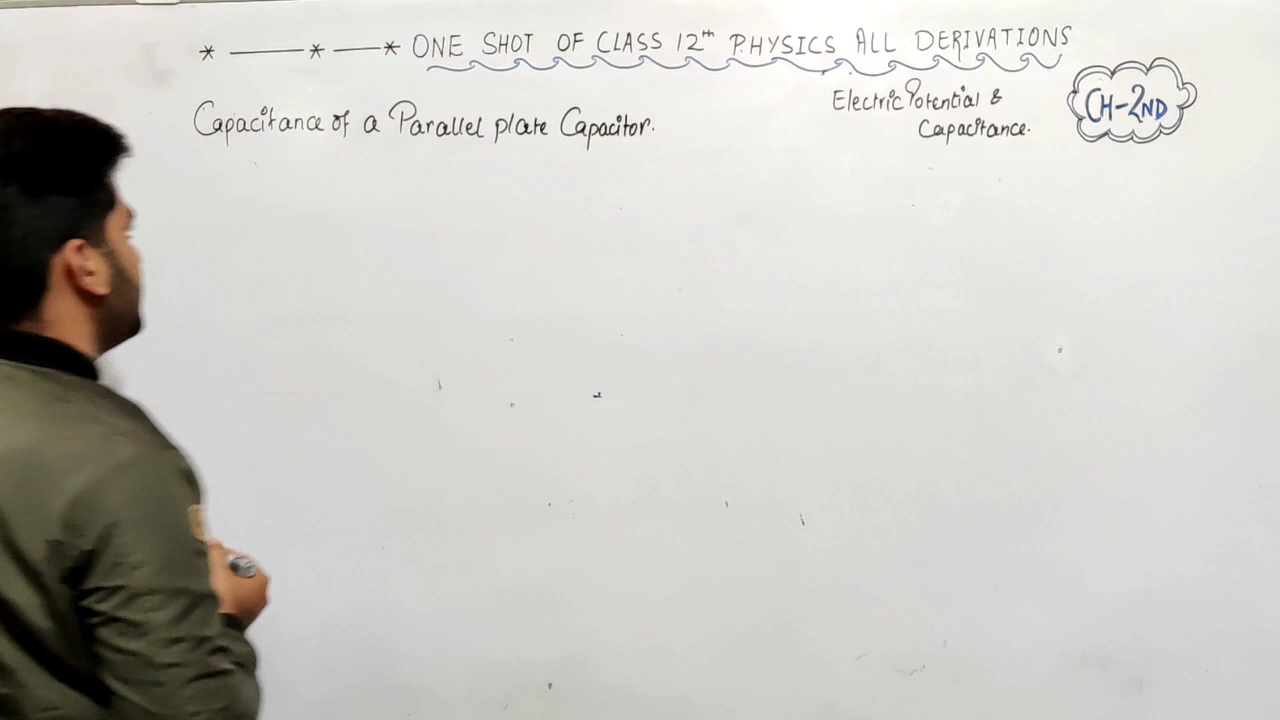 * —— * —— * ONE SHOT OF CLASS 12th PHYSICS ALL DERIVATIONS
Capacitance of a Parallel plate Capacitor.
Electric Potential &
Capacitance.
CH-2ND